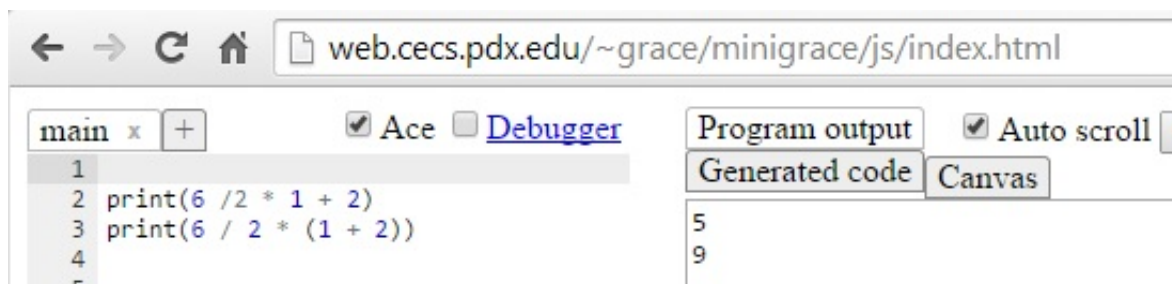 web.cecs.pdx.edu/~grace/minigrace/js/index.html
main x + Ace Debugger
1
2 print(6 /2 * 1 + 2)
3 print(6 / 2 * (1 + 2))
4
Program output Auto scroll
Generated code Canvas
5
9